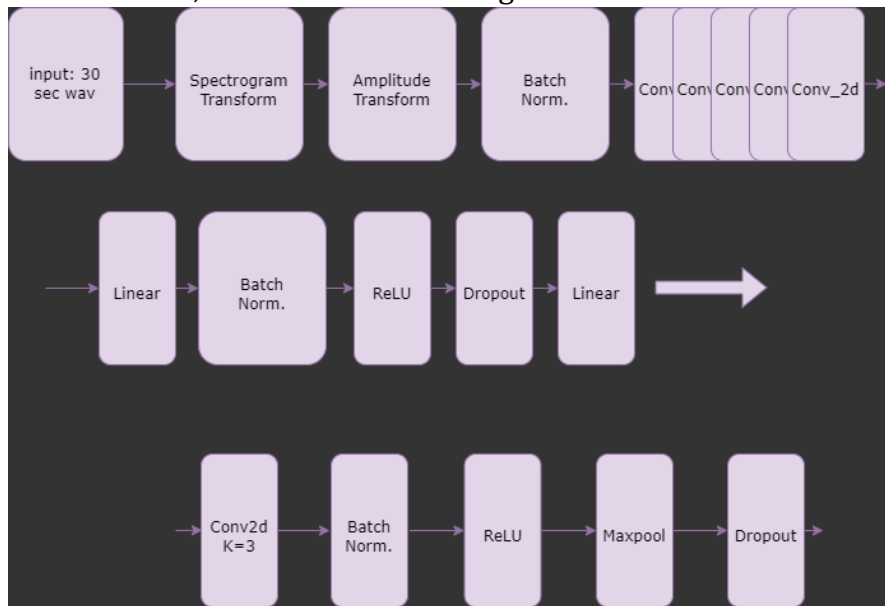 input: 30
sec wav
Spectrogram
Transform
Amplitude
Transform
Batch
Norm.
Conv
Conv
Conv
Conv
Conv_2d
Linear
Batch
Norm.
ReLU
Dropout
Linear
Conv2d
K=3
Batch
Norm.
ReLU
Maxpool
Dropout